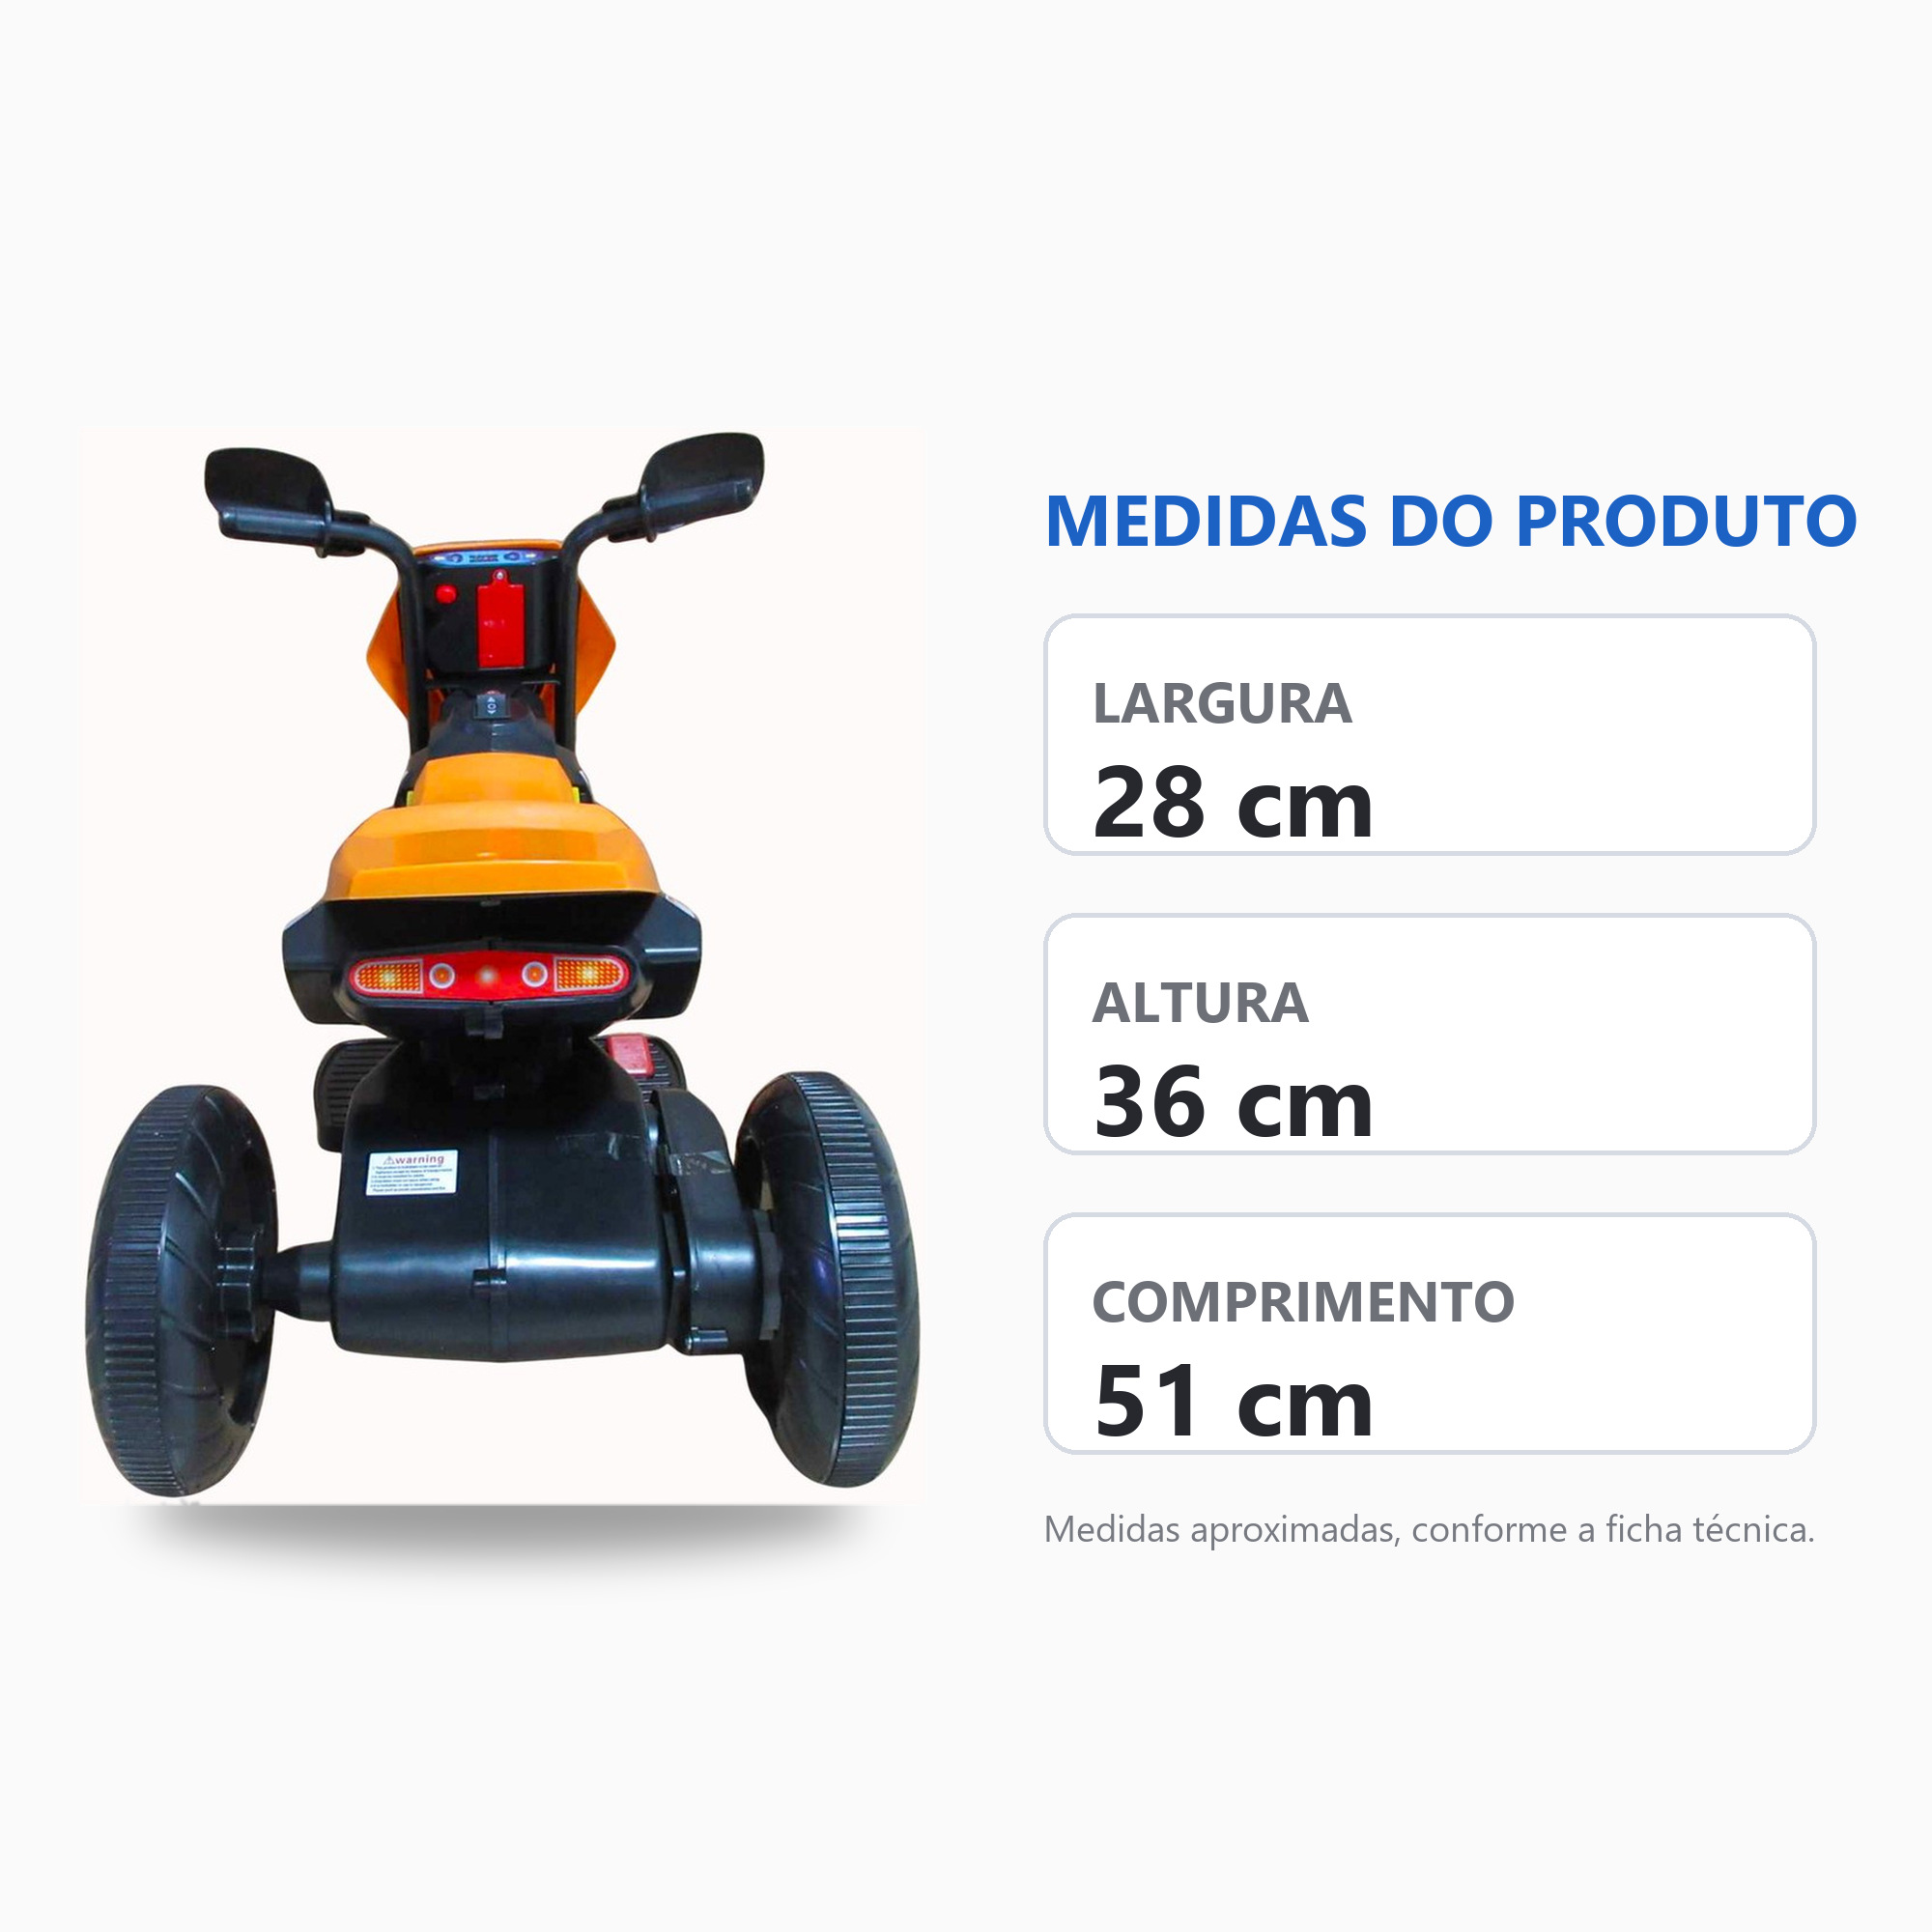 MEDIDAS DO PRODUTO
LARGURA
28 cm
ALTURA
36 cm
COMPRIMENTO
51 cm
Medidas aproximadas, conforme a ficha técnica.
warning